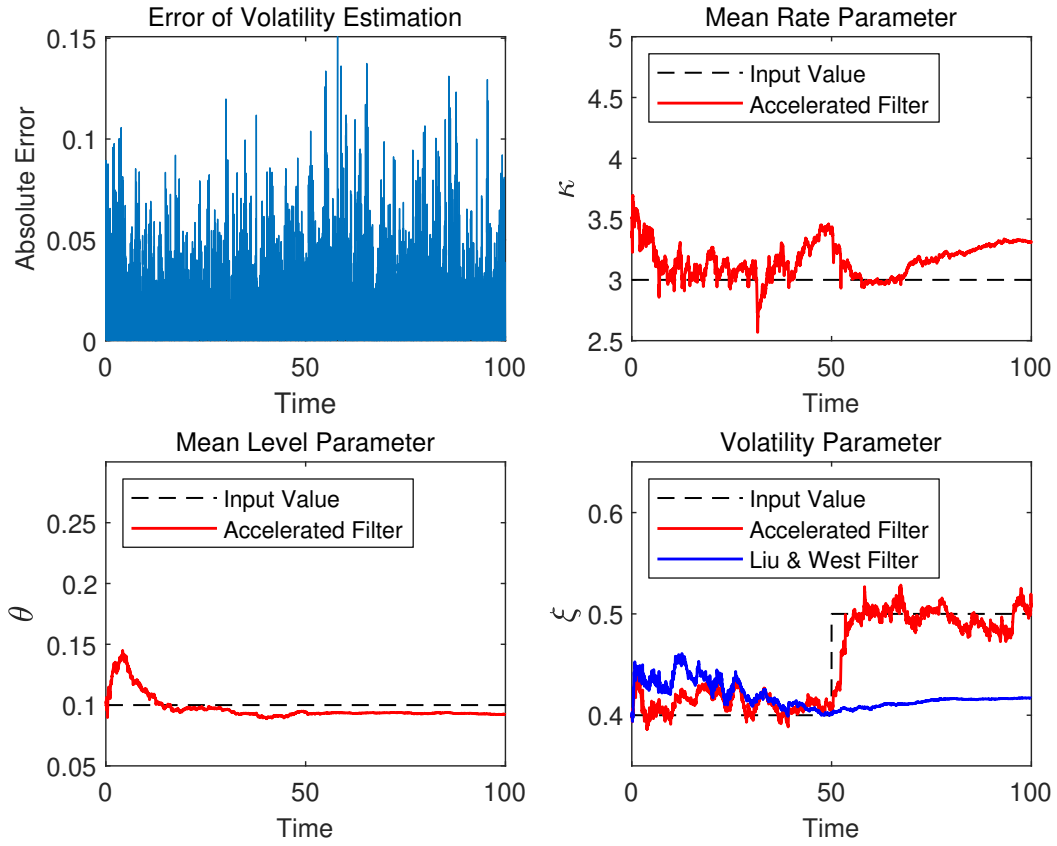 Error of Volatility Estimation
0.15
0.1
0.05
0
Absolute Error
0
50
100
Time
Mean Rate Parameter
5
4.5
4
3.5
3
2.5
κ
Input Value
Accelerated Filter
0
50
100
Time
Mean Level Parameter
0.25
0.2
0.15
0.1
0.05
θ
Input Value
Accelerated Filter
0
50
100
Time
Volatility Parameter
0.6
0.5
0.4
ξ
Input Value
Accelerated Filter
Liu & West Filter
0
50
100
Time